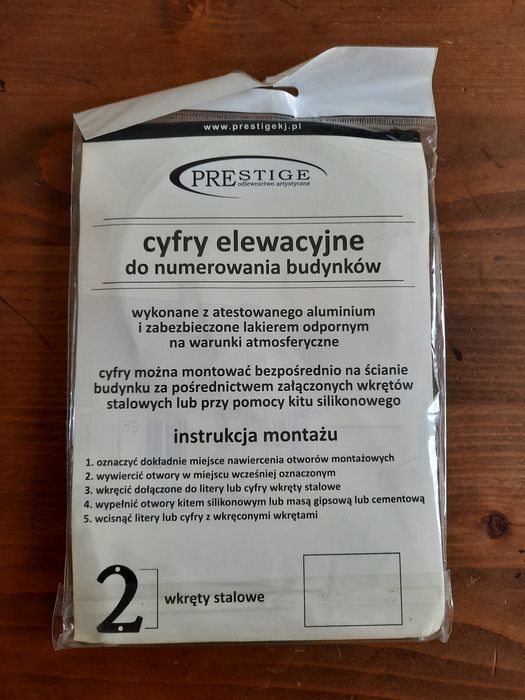 www.prestigekj.pl
PRESTIGE
odlewnictwo artystyczne
cyfry elewacyjne
do numerowania budynków
wykonane z atestowanego aluminium
i zabezbieczone lakierem odpornym
na warunki atmosferyczne
cyfry można montować bezpośrednio na ścianie
budynku za pośrednictwem załączonych wkrętów
stalowych lub przy pomocy kitu silikonowego
instrukcja montażu
1. oznaczyć dokładnie miejsce nawiercenia otworów montażowych
2. wywiercić otwory w miejscu wcześniej oznaczonym
3. wkręcić dołączone do litery lub cyfry wkręty stalowe
4. wypełnić otwory kitem silikonowym lub masą gipsową lub cementową
5. wcisnąć litery lub cyfry z wkręconymi wkrętami
2
wkręty stalowe